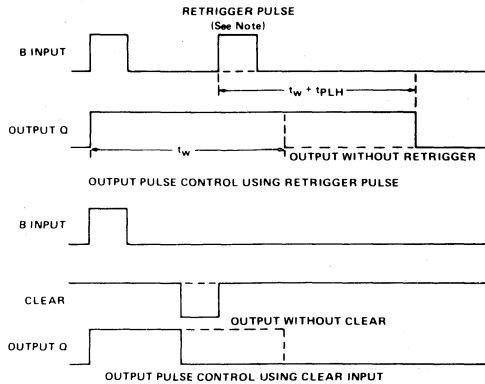 RETRIGGER PULSE
(See Note)
B INPUT
tw + tPLH
OUTPUT Q
tw
OUTPUT WITHOUT RETRIGGER
OUTPUT PULSE CONTROL USING RETRIGGER PULSE
B INPUT
CLEAR
OUTPUT WITHOUT CLEAR
OUTPUT Q
OUTPUT PULSE CONTROL USING CLEAR INPUT